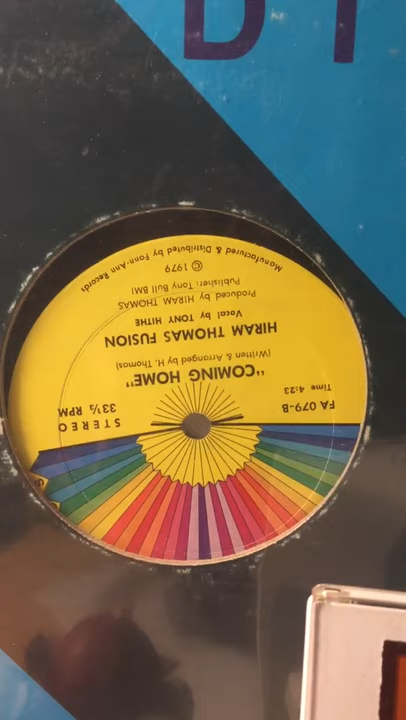 DI
FA 079-B
Time 4:23
STEREO
33⅓ RPM
"COMING HOME"
(Written & Arranged by H. Thomas)
HIRAM THOMAS FUSION
Vocal by TONY HITHE
Produced by HIRAM THOMAS
Publisher: Tony Bull BMI
© 1979
Manufactured & Distributed by Fonn-Ann Records